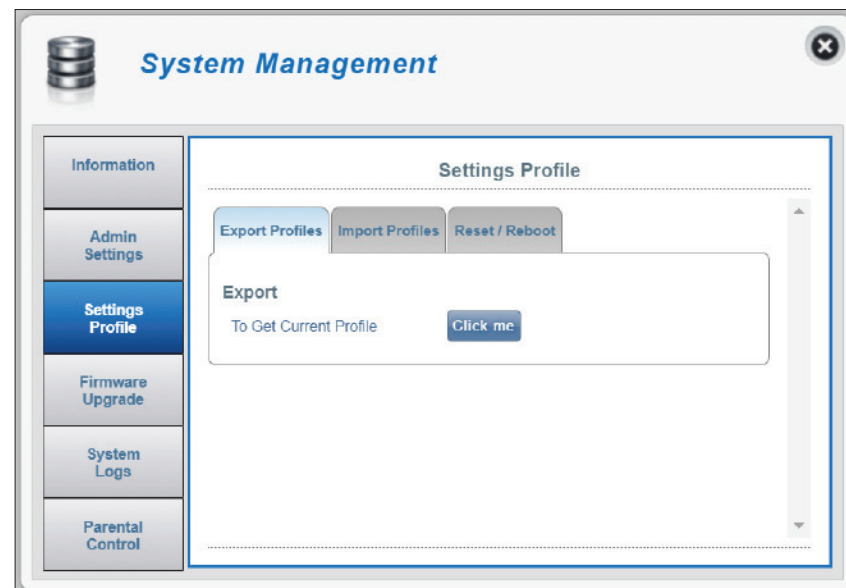 System Management
Information
Admin
Settings
Settings
Profile
Firmware
Upgrade
System
Logs
Parental
Control
Settings Profile
Export Profiles
Import Profiles
Reset / Reboot
Export
To Get Current Profile
Click me